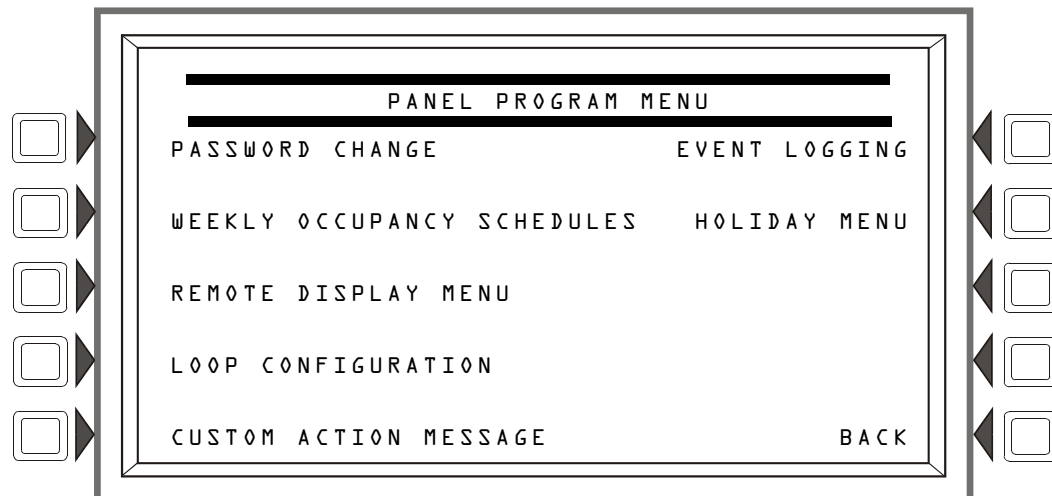 PANEL PROGRAM MENU
PASSWORD CHANGE EVENT LOGGING
WEEKLY OCCUPANCY SCHEDULES HOLIDAY MENU
REMOTE DISPLAY MENU
LOOP CONFIGURATION
CUSTOM ACTION MESSAGE BACK